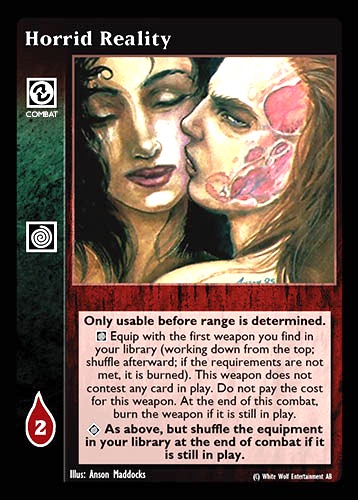 Horrid Reality
COMBAT
Only usable before range is determined.
Equip with the first weapon you find in
your library (working down from the top;
shuffle afterward; if the requirements are not
met, it is burned). This weapon does not
contest any card in play. Do not pay the cost
for this weapon. At the end of this combat,
burn the weapon if it is still in play.
As above, but shuffle the equipment
in your library at the end of combat if it
is still in play.
2
Illus: Anson Maddocks
(C) White Wolf Entertainment AB